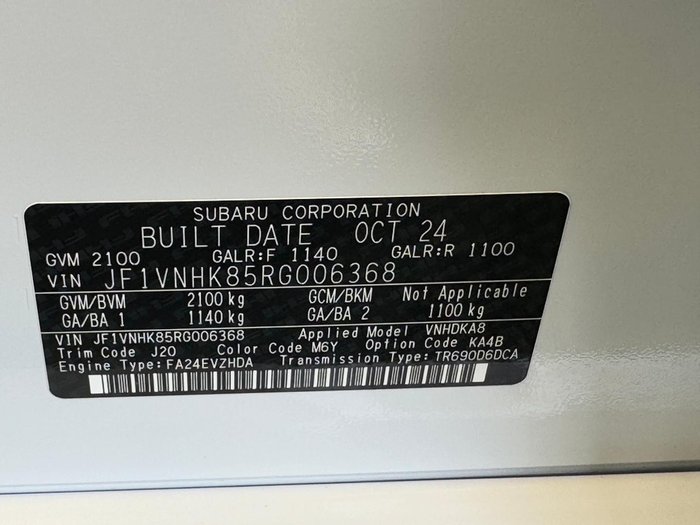 SUBARU CORPORATION
BUILT DATE OCT 24
GVM 2100 GALR:F 1140 GALR:R 1100
VIN JF1VNHK85RG006368
GVM/BVM 2100 kg GCM/BKM Not Applicable
GA/BA 1 1140 kg GA/BA 2 1100 kg
VIN JF1VNHK85RG006368 Applied Model VNHDKA8
Trim Code J20 Color Code M6Y Option Code KA4B
Engine Type:FA24EVZHDA Transmission Type:TR690D6DCA